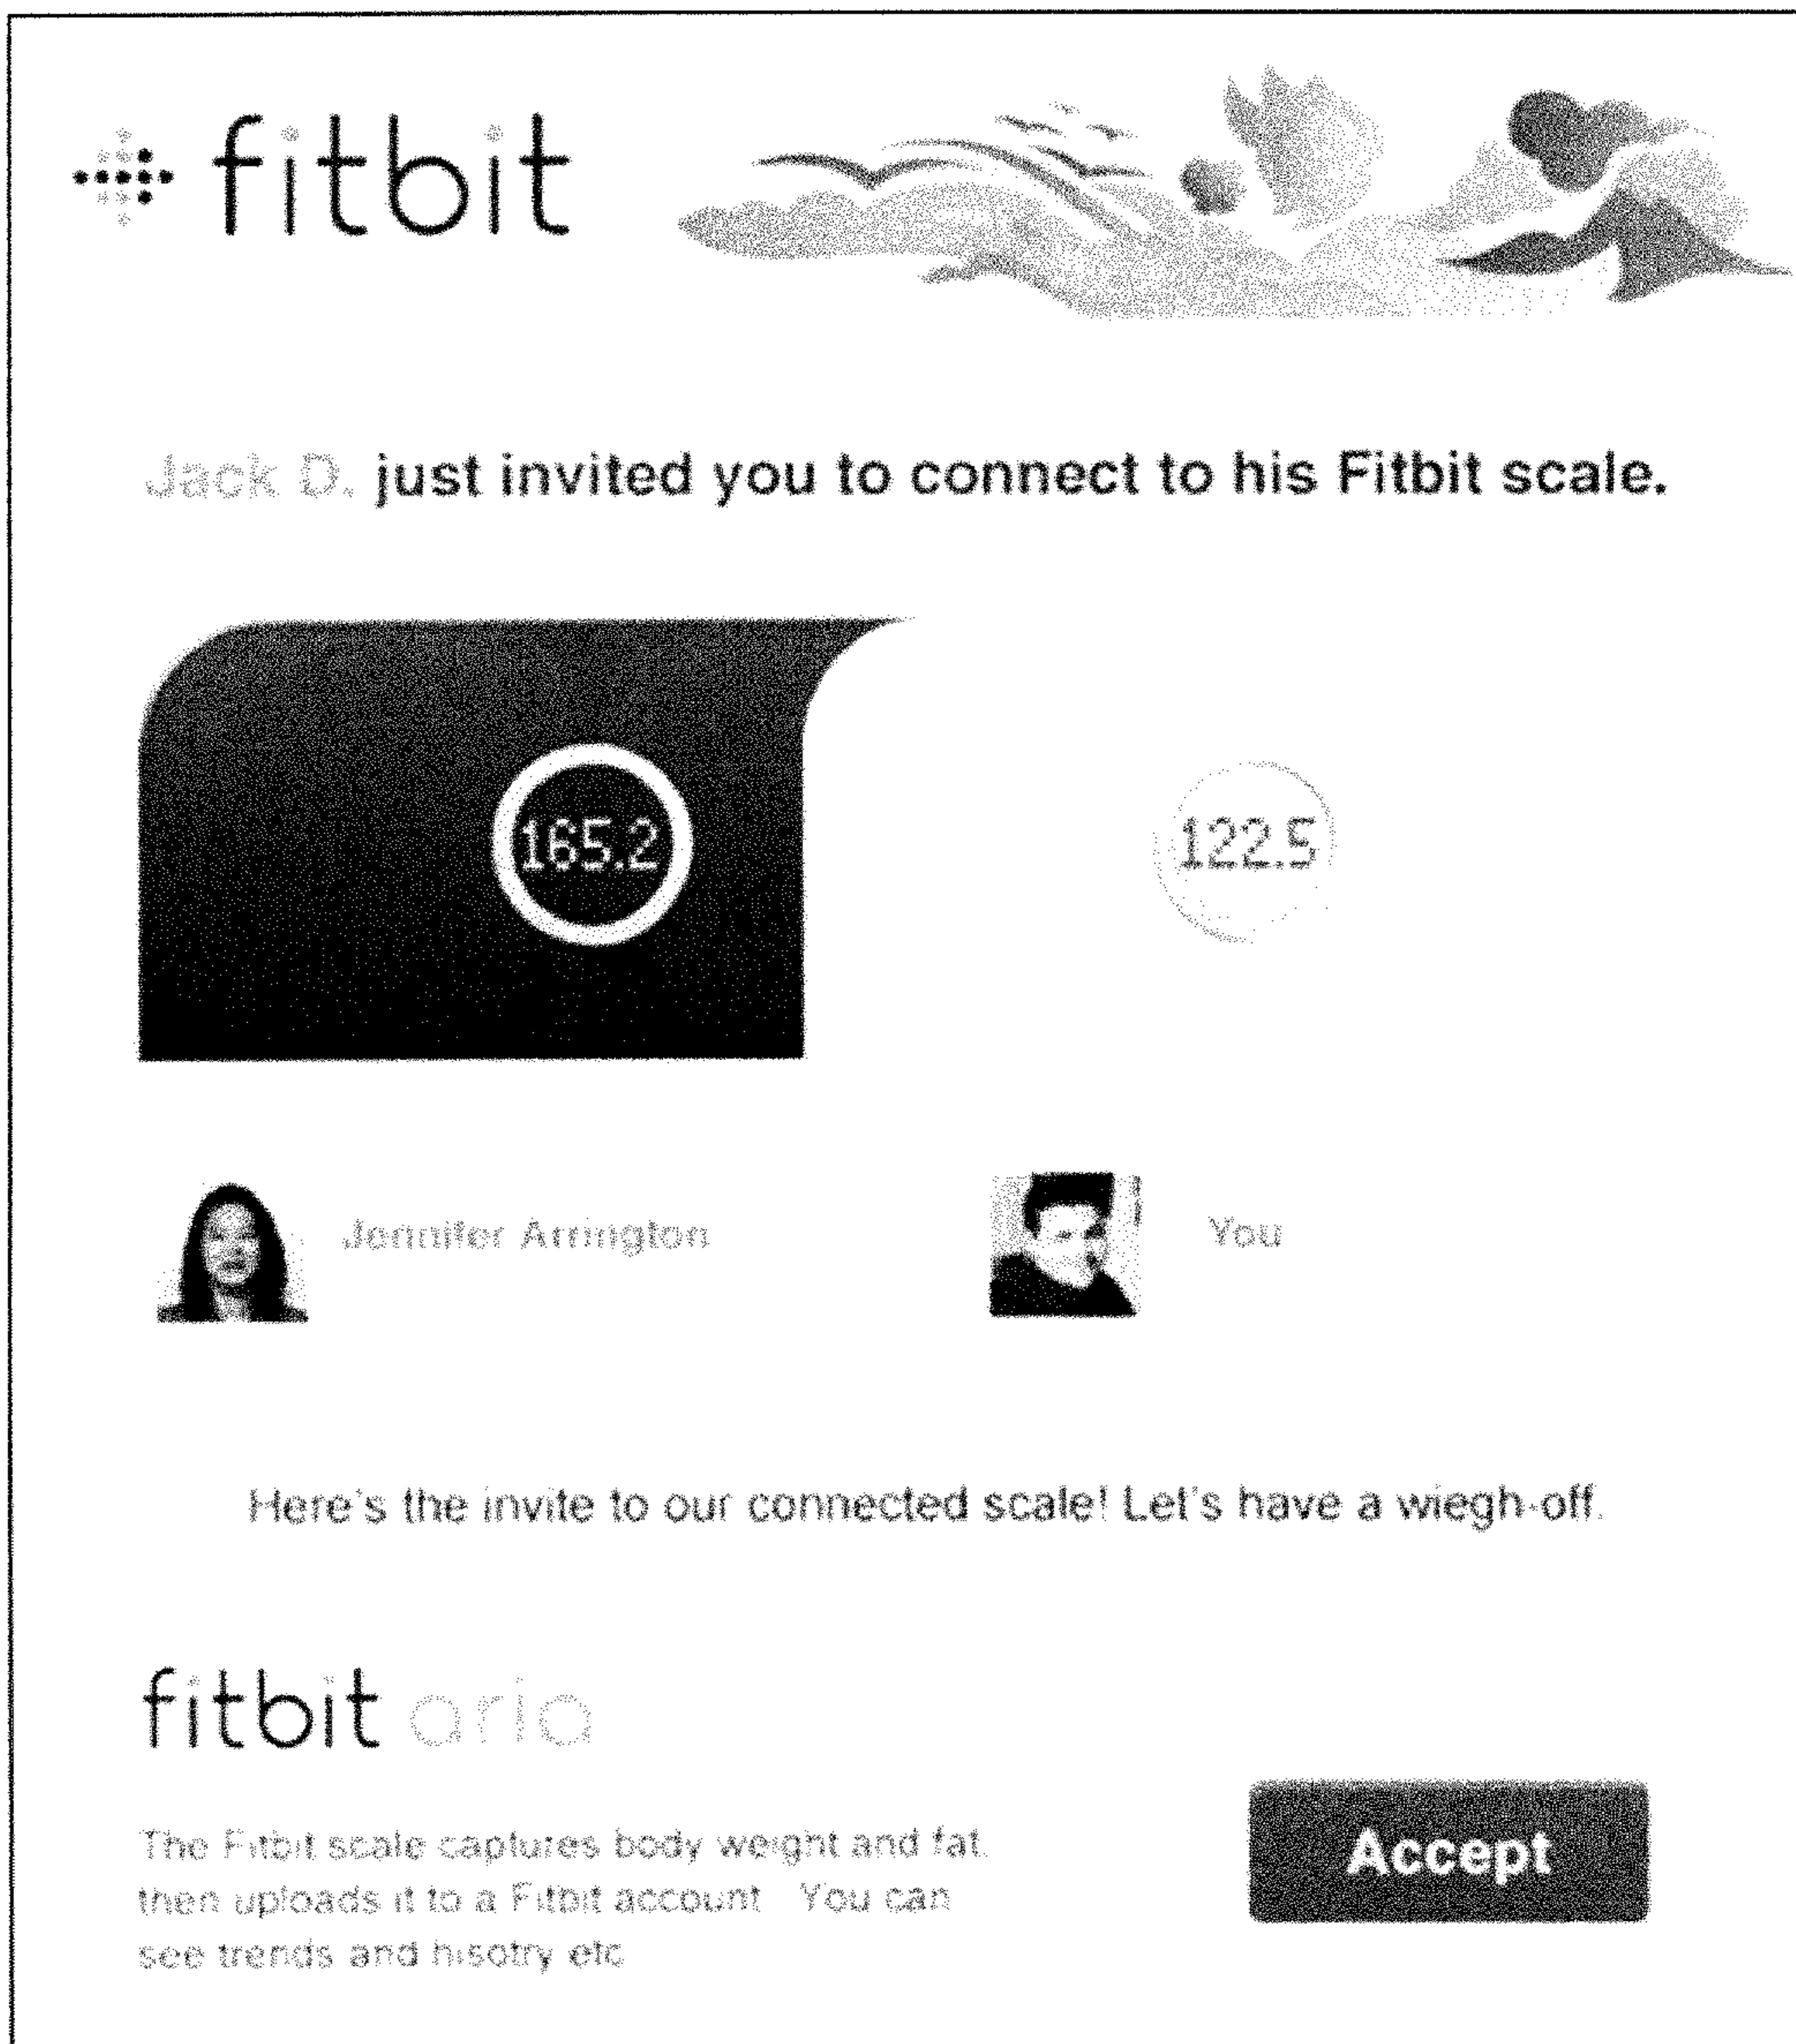 fitbit
Jack D. just invited you to connect to his Fitbit scale.
165.2
122.5
Jennifer Arrington
You
Here's the invite to our connected scale! Let's have a wiegh-off.
fitbit aria
The Fitbit scale captures body weight and fat.
then uploads it to a Fitbit account You can
see trends and hisotry etc
Accept